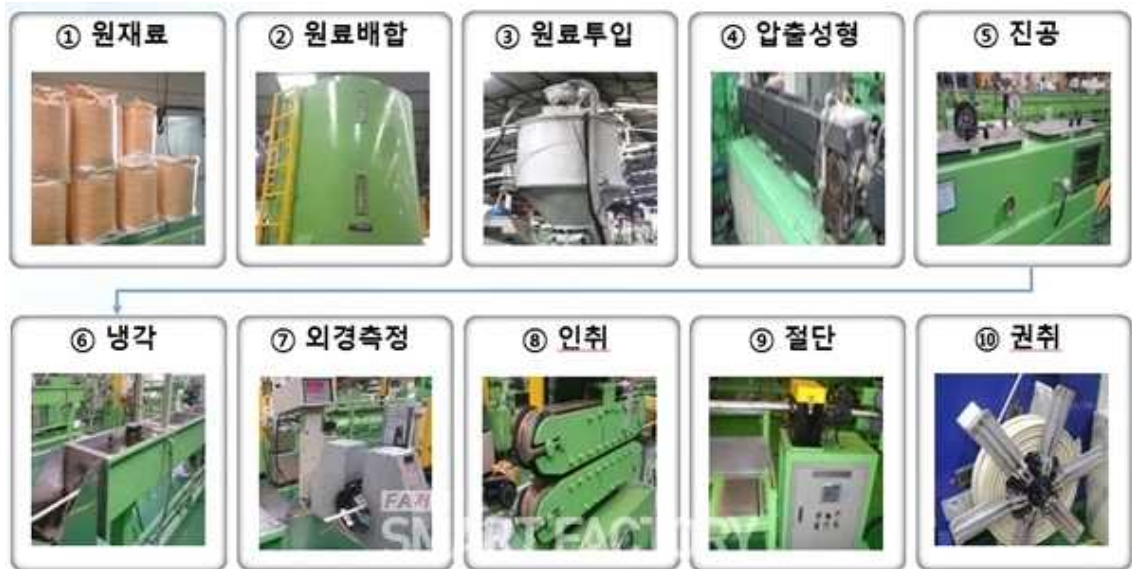 ① 원재료
② 원료배합
③ 원료투입
④ 압출성형
⑤ 진공
⑥ 냉각
⑦ 외경측정
⑧ 인취
⑨ 절단
⑩ 권취
SMART FACTORY